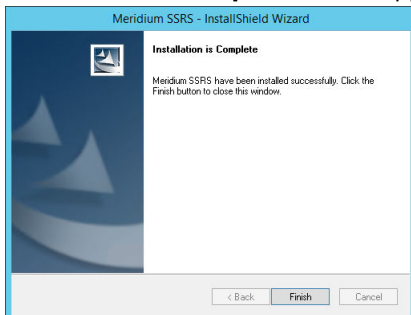 Meridium SSRS - InstallShield Wizard
Installation is Complete
Meridium SSRS have been installed successfully. Click the
Finish button to close this window.
< Back
Finish
Cancel